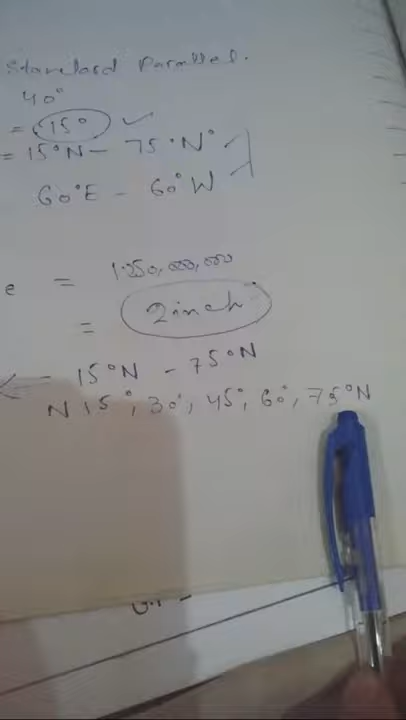 Standard Parallel.
40°
= 15° ✓
= 15°N – 75°N°
60°E – 60°W
e = 1:250,000,000
= 2 inch
– 15°N – 75°N
N 15°, 30°, 45°, 60°, 75°N